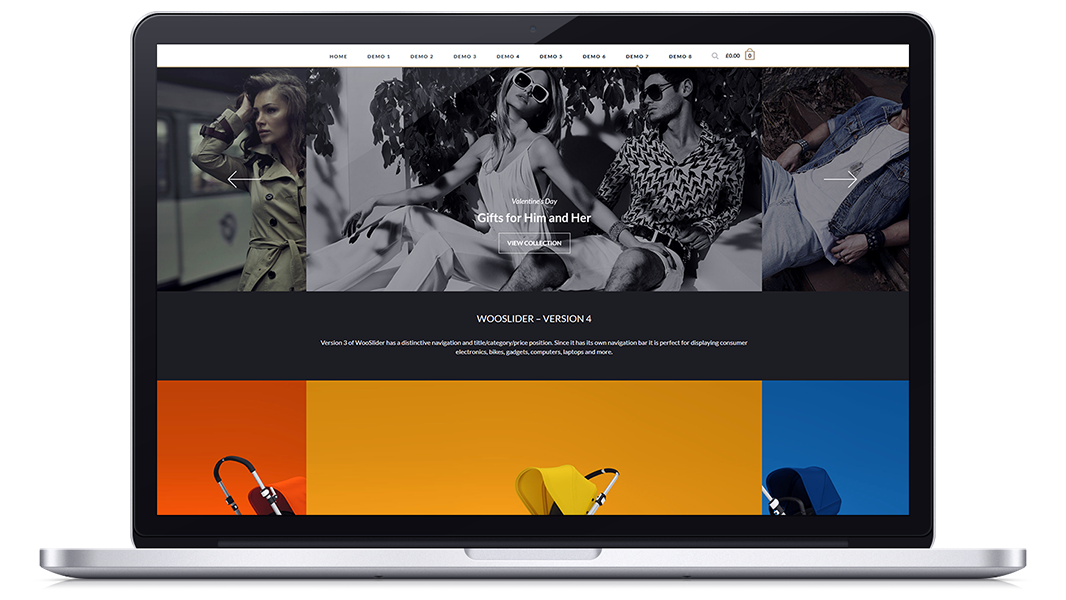 HOME DEMO 1 DEMO 2 DEMO 3 DEMO 4 DEMO 5 DEMO 6 DEMO 7 DEMO 8 £0.00 0
Valentine's Day
Gifts for Him and Her
VIEW COLLECTION
WOOSLIDER – VERSION 4
Version 3 of WooSlider has a distinctive navigation and title/category/price position. Since it has its own navigation bar it is perfect for displaying consumer
electronics, bikes, gadgets, computers, laptops and more.